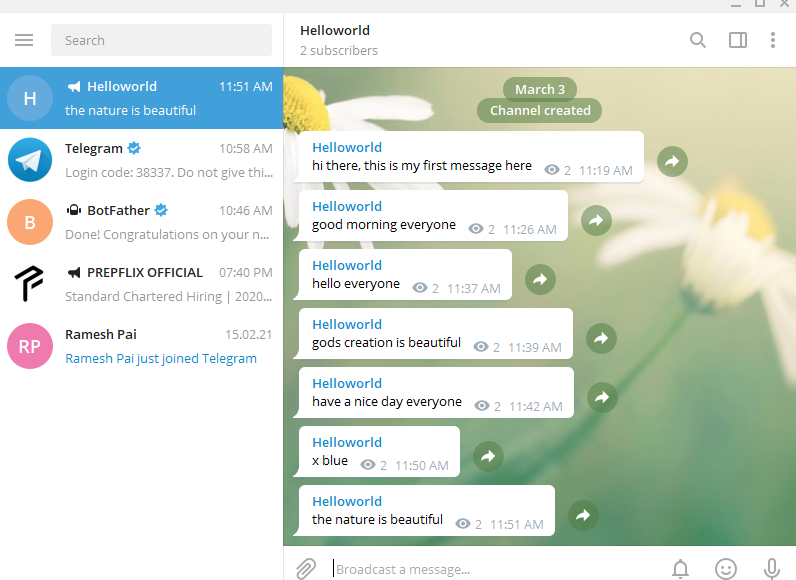 Search
H
Helloworld 11:51 AM
the nature is beautiful
Telegram 10:58 AM
Login code: 38337. Do not give thi...
B
BotFather 10:46 AM
Done! Congratulations on your n...
PREPFLIX OFFICIAL 07:40 PM
Standard Chartered Hiring | 2020...
RP
Ramesh Pai 15.02.21
Ramesh Pai just joined Telegram
Helloworld
2 subscribers
March 3
Channel created
Helloworld
hi there, this is my first message here 2 11:19 AM
Helloworld
good morning everyone 2 11:26 AM
Helloworld
hello everyone 2 11:37 AM
Helloworld
gods creation is beautiful 2 11:39 AM
Helloworld
have a nice day everyone 2 11:42 AM
Helloworld
x blue 2 11:50 AM
Helloworld
the nature is beautiful 2 11:51 AM
Broadcast a message...